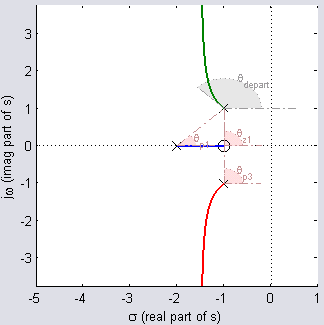 3
2
1
0
-1
-2
-3
jω (imag part of s)
θdepart
θp1
θz1
θp3
-5 -4 -3 -2 -1 0 1
σ (real part of s)